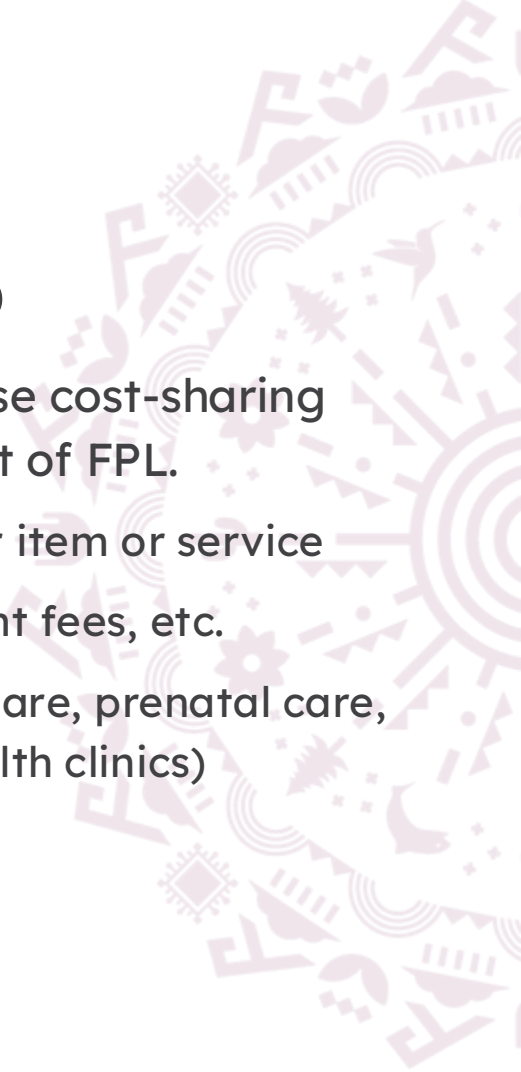 )
se cost-sharing
t of FPL.
r item or service
nt fees, etc.
are, prenatal care,
lth clinics)